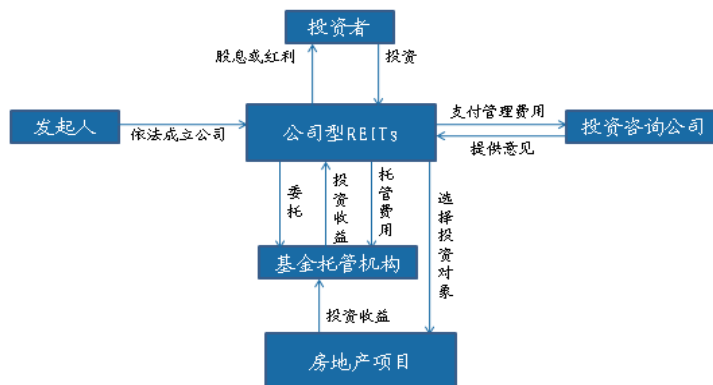 投资者
股息或红利
投资
发起人
依法成立公司
公司型REITs
支付管理费用
提供意见
投资咨询公司
委托
投资收益
托管费用
选择投资对象
基金托管机构
投资收益
房地产项目